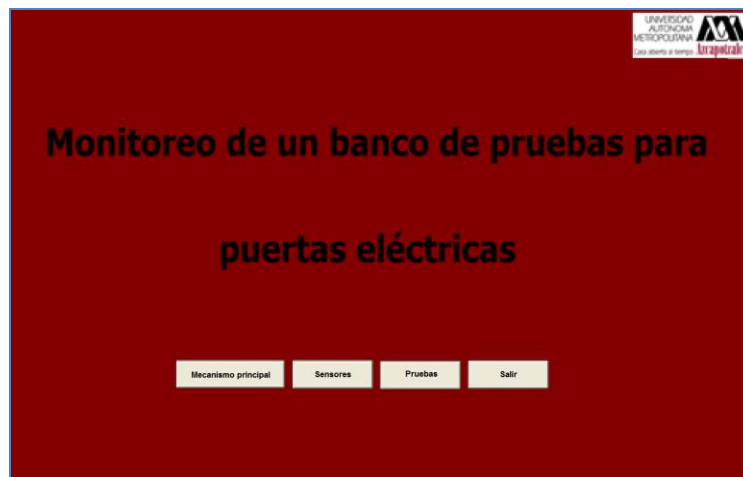 UNIVERSIDAD
AUTONOMA
METROPOLITANA
Casa abierta al tiempo Azcapotzalco
Monitoreo de un banco de pruebas para
puertas eléctricas
Mecanismo principal
Sensores
Pruebas
Salir